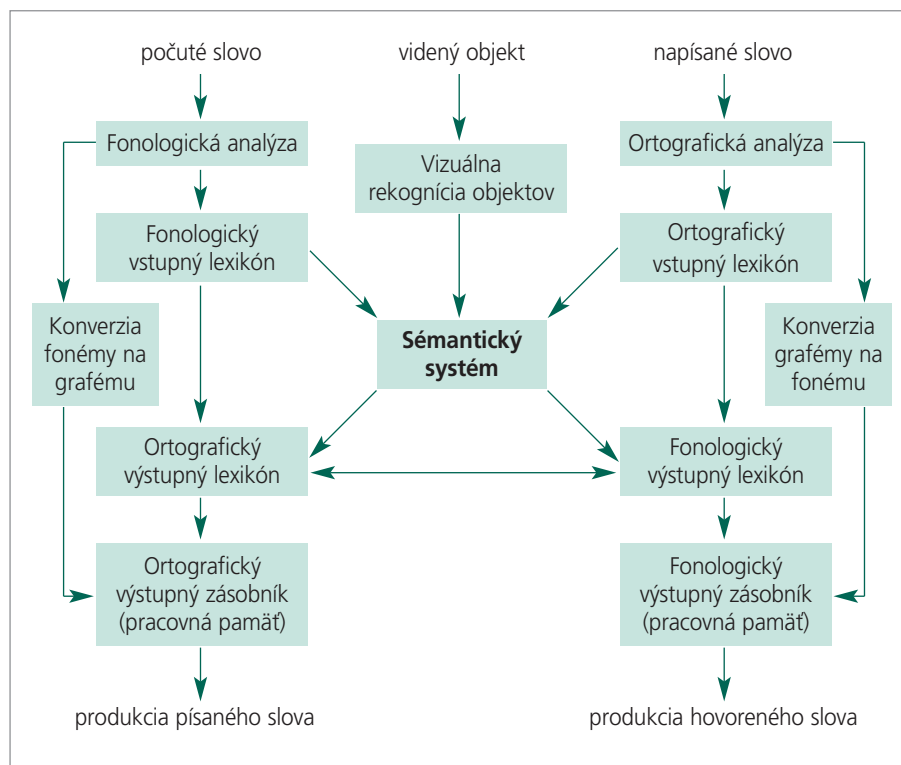 počuté slovo
videný objekt
napísané slovo
Fonologická analýza
Vizuálna
rekognícia objektov
Ortografická analýza
Fonologický
vstupný lexikón
Ortografický
vstupný lexikón
Konverzia
fonémy na
grafému
Sémantický
systém
Konverzia
grafémy na
fonému
Ortografický
výstupný lexikón
Fonologický
výstupný lexikón
Ortografický
výstupný zásobník
(pracovná pamäť)
Fonologický
výstupný zásobník
(pracovná pamäť)
produkcia písaného slova
produkcia hovoreného slova